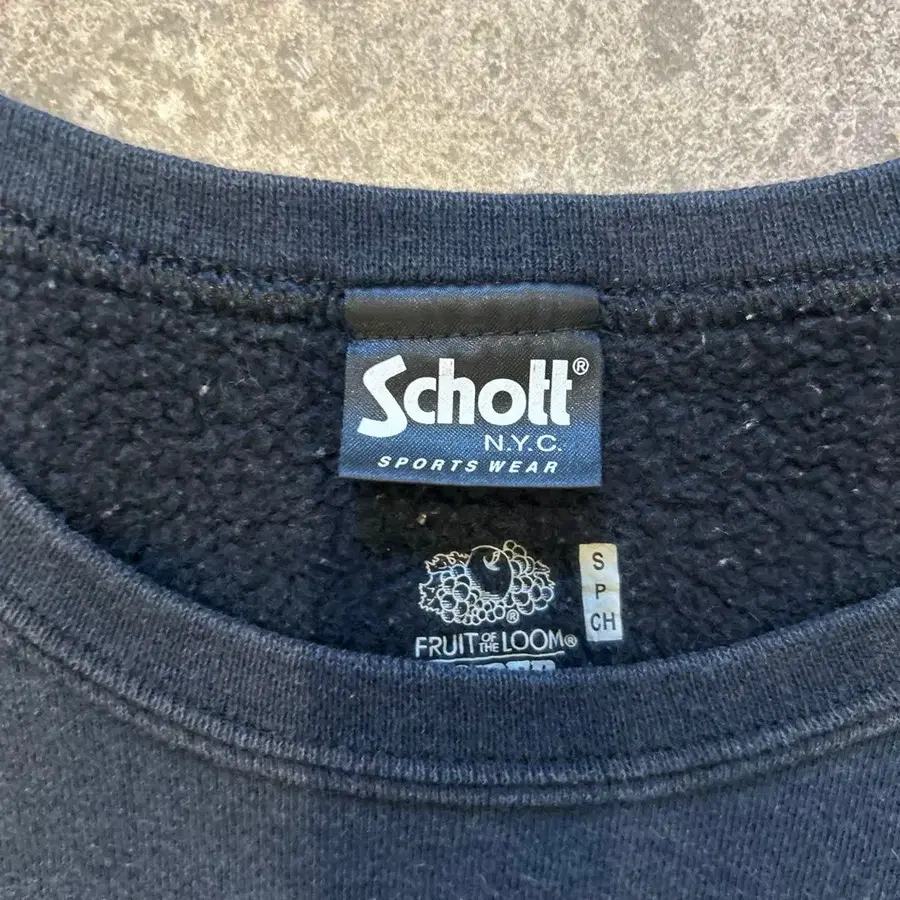 Schott®
N.Y.C.
SPORTS WEAR
S
P
CH
FRUIT OF THE LOOM®